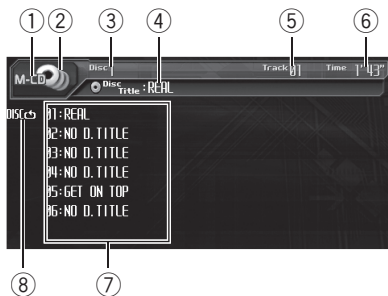 ① ② ③ ④ ⑤ ⑥
M-CD Disc 1 Track 01 Time 1'43"
Disc Title : REAL
DISC
01:REAL
02:NO D.TITLE
03:NO D.TITLE
04:NO D.TITLE
05:GET ON TOP
06:NO D.TITLE
⑧ ⑦